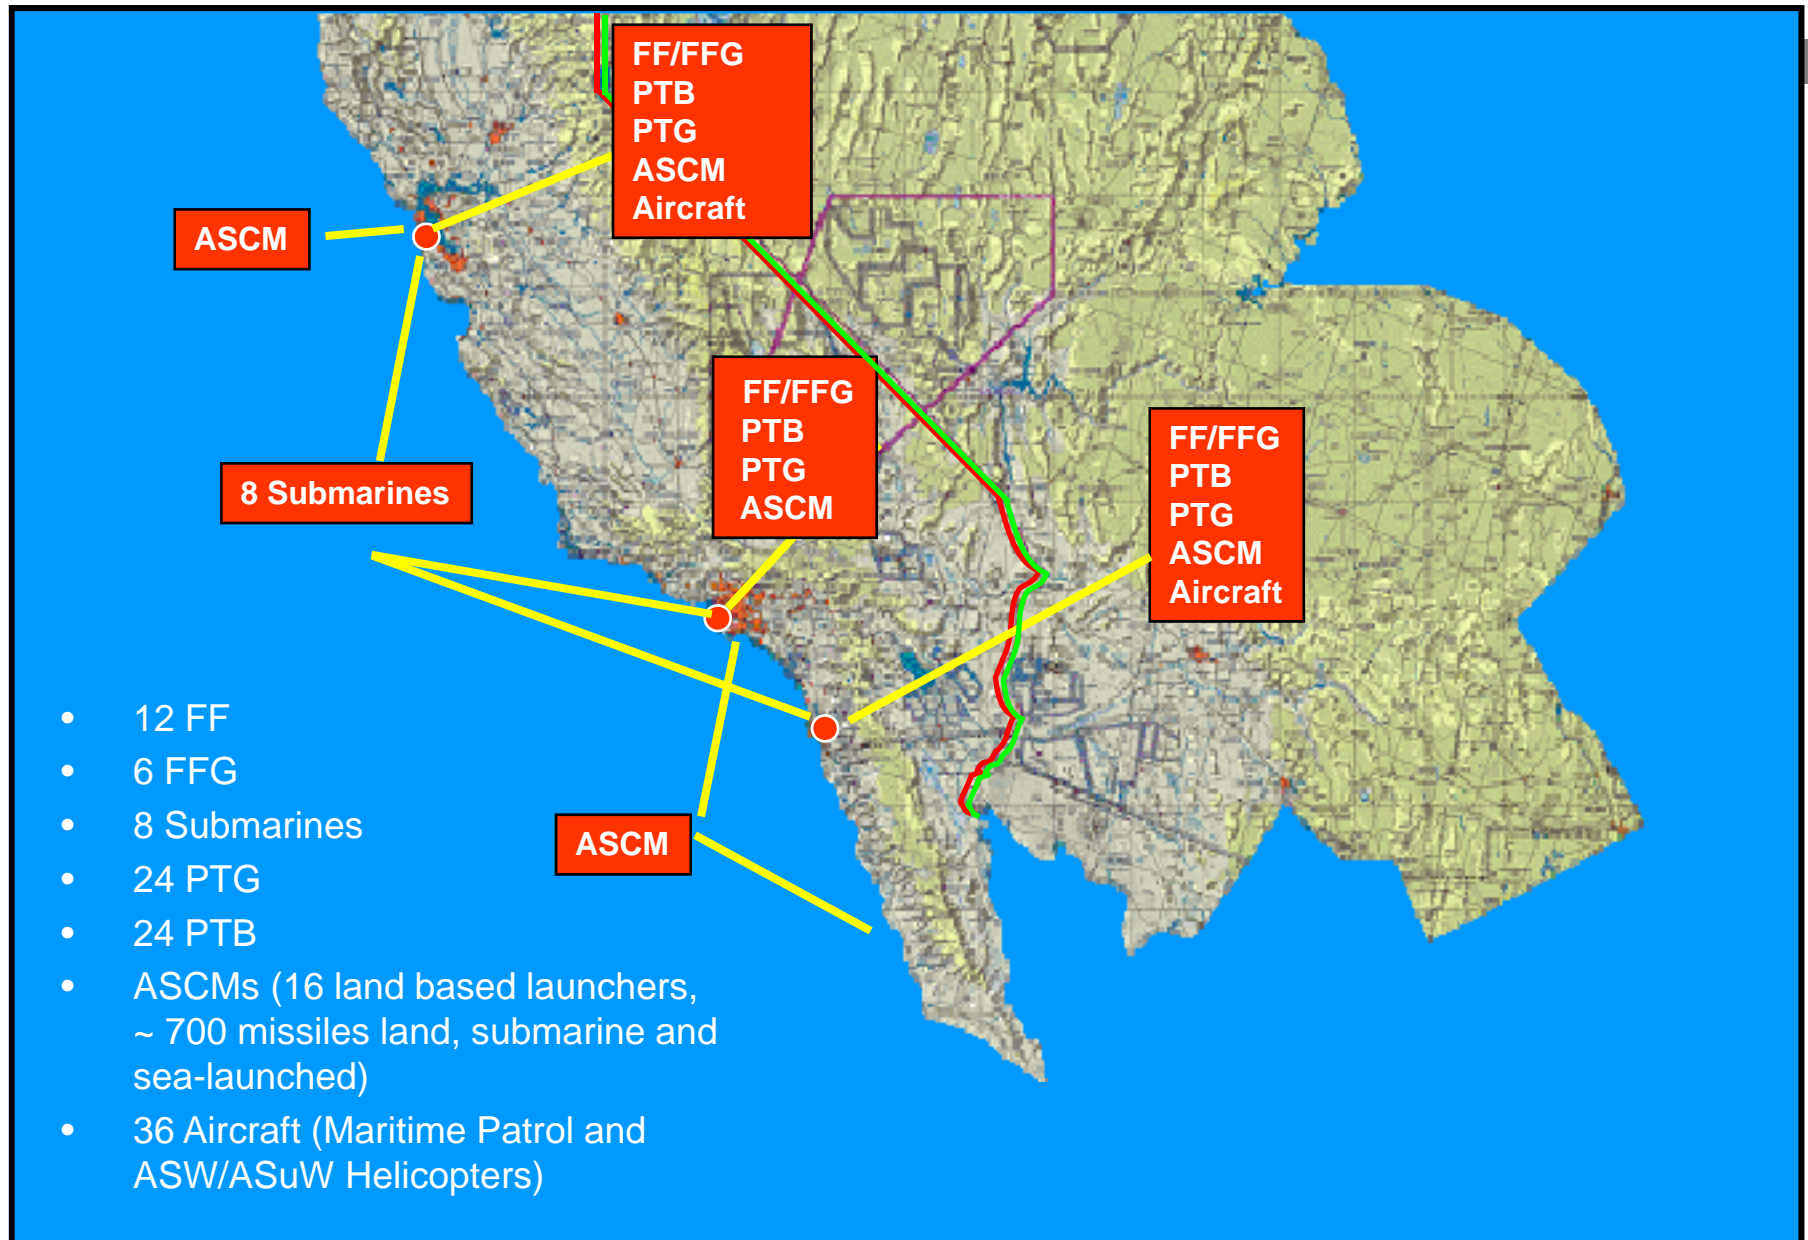 FF/FFG
PTB
PTG
ASCM
Aircraft
ASCM
FF/FFG
PTB
PTG
ASCM
FF/FFG
PTB
PTG
ASCM
Aircraft
8 Submarines
ASCM
• 12 FF
• 6 FFG
• 8 Submarines
• 24 PTG
• 24 PTB
• ASCMs (16 land based launchers,
~ 700 missiles land, submarine and
sea-launched)
• 36 Aircraft (Maritime Patrol and
ASW/ASuW Helicopters)